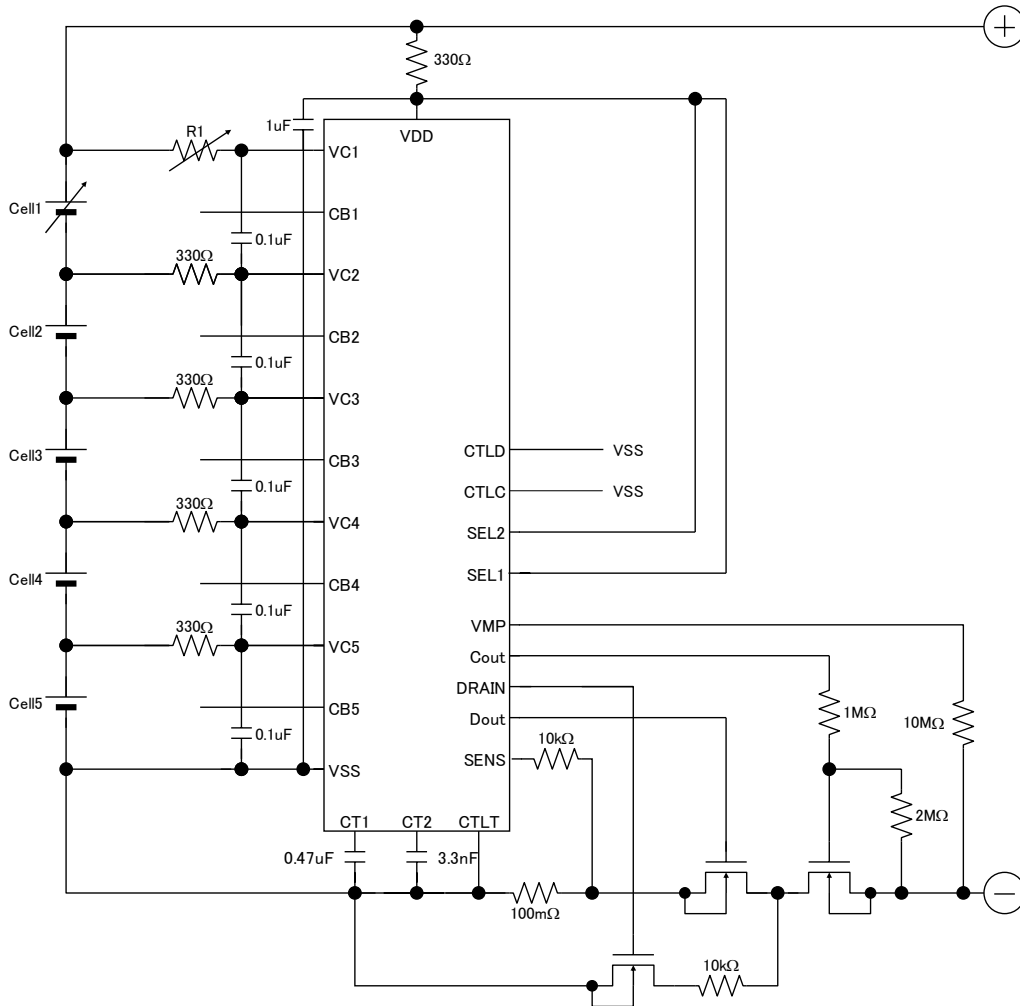 330Ω
1uF
VDD
R1
VC1
Cell1
CB1
0.1uF
330Ω
VC2
Cell2
CB2
0.1uF
330Ω
VC3
Cell3
CB3
CTLD
VSS
0.1uF
CTLC
VSS
330Ω
VC4
SEL2
Cell4
CB4
SEL1
0.1uF
330Ω
VC5
VMP
Cout
DRAIN
Cell5
CB5
Dout
1MΩ
10MΩ
0.1uF
10kΩ
SENS
VSS
2MΩ
CT1
CT2
CTLT
0.47uF
3.3nF
100mΩ
10kΩ